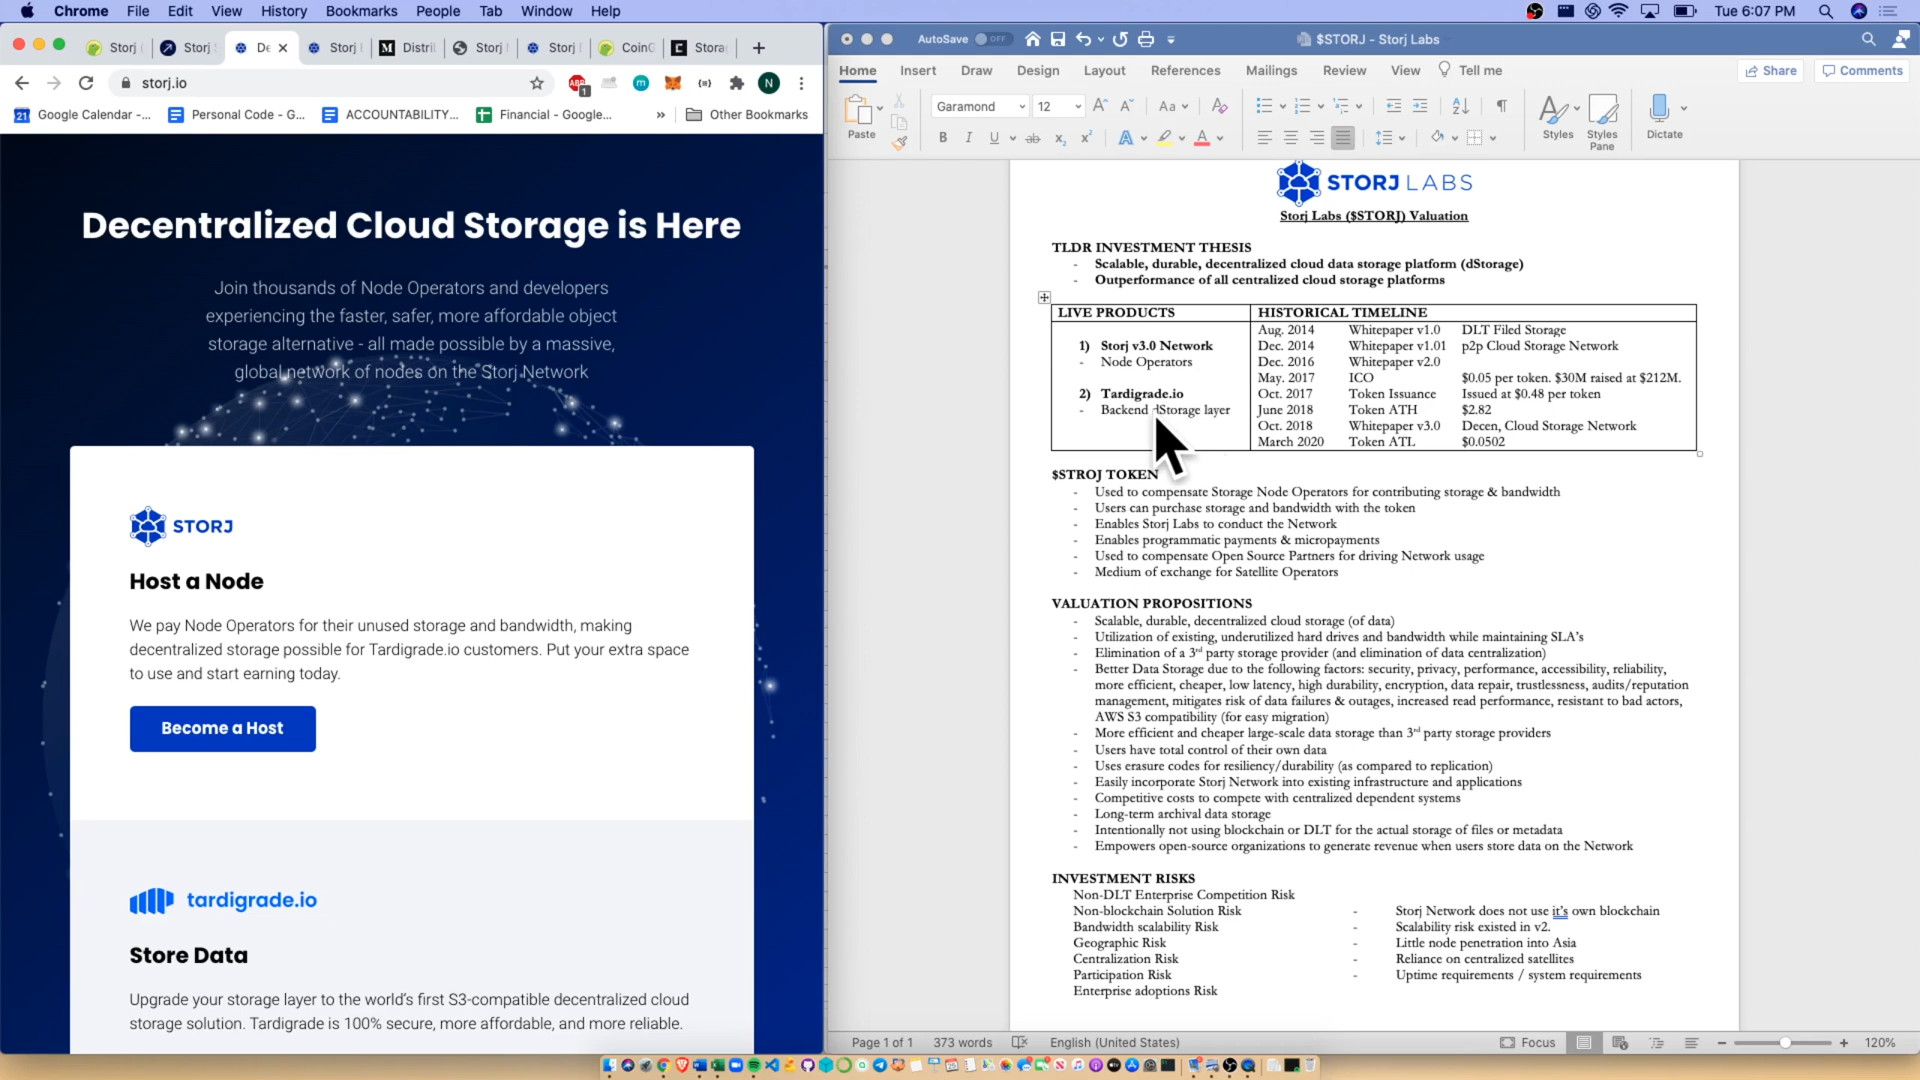 Chrome File Edit View History Bookmarks People Tab Window Help
Tue 6:07 PM
Storj
Storj
De
Storj
Distril
Storj
Storj
CoinG
Stora
storj.io
Google Calendar -...
Personal Code - G...
ACCOUNTABILITY...
Financial - Google...
»
Other Bookmarks
Decentralized Cloud Storage is Here
Join thousands of Node Operators and developers
experiencing the faster, safer, more affordable object
storage alternative - all made possible by a massive,
global network of nodes on the Storj Network
STORJ
Host a Node
We pay Node Operators for their unused storage and bandwidth, making
decentralized storage possible for Tardigrade.io customers. Put your extra space
to use and start earning today.
Become a Host
tardigrade.io
Store Data
Upgrade your storage layer to the world's first S3-compatible decentralized cloud
storage solution. Tardigrade is 100% secure, more affordable, and more reliable.
AutoSave OFF
$STORJ - Storj Labs
Home Insert Draw Design Layout References Mailings Review View Tell me
Share
Comments
Paste
Garamond
12
Styles
Styles Pane
Dictate
STORJ LABS
Storj Labs ($STORJ) Valuation
TLDR INVESTMENT THESIS
- Scalable, durable, decentralized cloud data storage platform (dStorage)
- Outperformance of all centralized cloud storage platforms
LIVE PRODUCTS
1) Storj v3.0 Network
- Node Operators
2) Tardigrade.io
- Backend dStorage layer
HISTORICAL TIMELINE
Aug. 2014 Whitepaper v1.0 DLT Filed Storage
Dec. 2014 Whitepaper v1.01 p2p Cloud Storage Network
Dec. 2016 Whitepaper v2.0
May. 2017 ICO $0.05 per token. $30M raised at $212M.
Oct. 2017 Token Issuance Issued at $0.48 per token
June 2018 Token ATH $2.82
Oct. 2018 Whitepaper v3.0 Decen, Cloud Storage Network
March 2020 Token ATL $0.0502
$STROJ TOKEN
- Used to compensate Storage Node Operators for contributing storage & bandwidth
- Users can purchase storage and bandwidth with the token
- Enables Storj Labs to conduct the Network
- Enables programmatic payments & micropayments
- Used to compensate Open Source Partners for driving Network usage
- Medium of exchange for Satellite Operators
VALUATION PROPOSITIONS
- Scalable, durable, decentralized cloud storage (of data)
- Utilization of existing, underutilized hard drives and bandwidth while maintaining SLA's
- Elimination of a 3rd party storage provider (and elimination of data centralization)
- Better Data Storage due to the following factors: security, privacy, performance, accessibility, reliability,
more efficient, cheaper, low latency, high durability, encryption, data repair, trustlessness, audits/reputation
management, mitigates risk of data failures & outages, increased read performance, resistant to bad actors,
AWS S3 compatibility (for easy migration)
- More efficient and cheaper large-scale data storage than 3rd party storage providers
- Users have total control of their own data
- Uses erasure codes for resiliency/durability (as compared to replication)
- Easily incorporate Storj Network into existing infrastructure and applications
- Competitive costs to compete with centralized dependent systems
- Long-term archival data storage
- Intentionally not using blockchain or DLT for the actual storage of files or metadata
- Empowers open-source organizations to generate revenue when users store data on the Network
INVESTMENT RISKS
Non-DLT Enterprise Competition Risk
Non-blockchain Solution Risk - Storj Network does not use it's own blockchain
Bandwidth scalability Risk - Scalability risk existed in v2.
Geographic Risk - Little node penetration into Asia
Centralization Risk - Reliance on centralized satellites
Participation Risk - Uptime requirements / system requirements
Enterprise adoptions Risk
Page 1 of 1 373 words English (United States)
Focus
120%